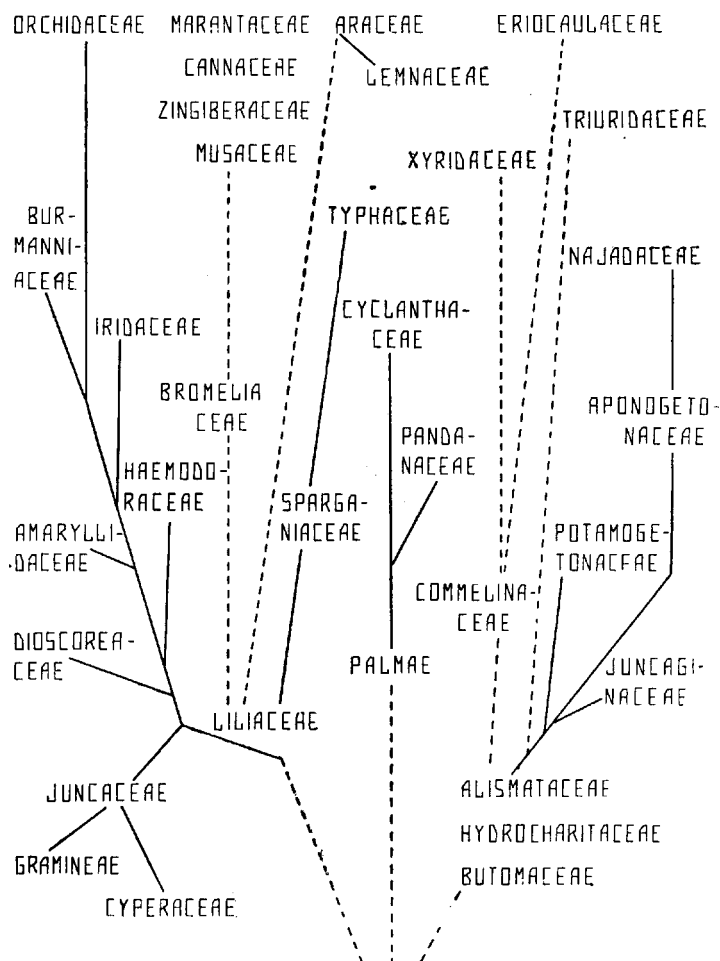 ORCHIDACEAE MARANTACEAE ARACEAE ERIOCAULACEAE
CANNACEAE LEMNACEAE
ZINGIBERACEAE TRIURIDACEAE
MUSACEAE XYRIDACEAE
BUR-
MANNI-
ACEAE
TYPHACEAE
NAJADACEAE
IRIDACEAE
CYCLANTHA-
CEAE
BROMELIA
CEAE
APONOGETO-
NACEAE
PANDA-
NACEAE
HAEMODO-
RACEAE
SPARGA-
NIACEAE
AMARYLLI-
DACEAE
POTAMOGE-
TONACFAE
COMMELINA-
CEAE
DIOSCOREA-
CEAE
PALMAE
JUNCAGI-
NACEAE
LILIACEAE
JUNCACEAE
ALISMATACEAE
HYDROCHARITACEAE
GRAMINEAE
BUTOMACEAE
CYPERACEAE